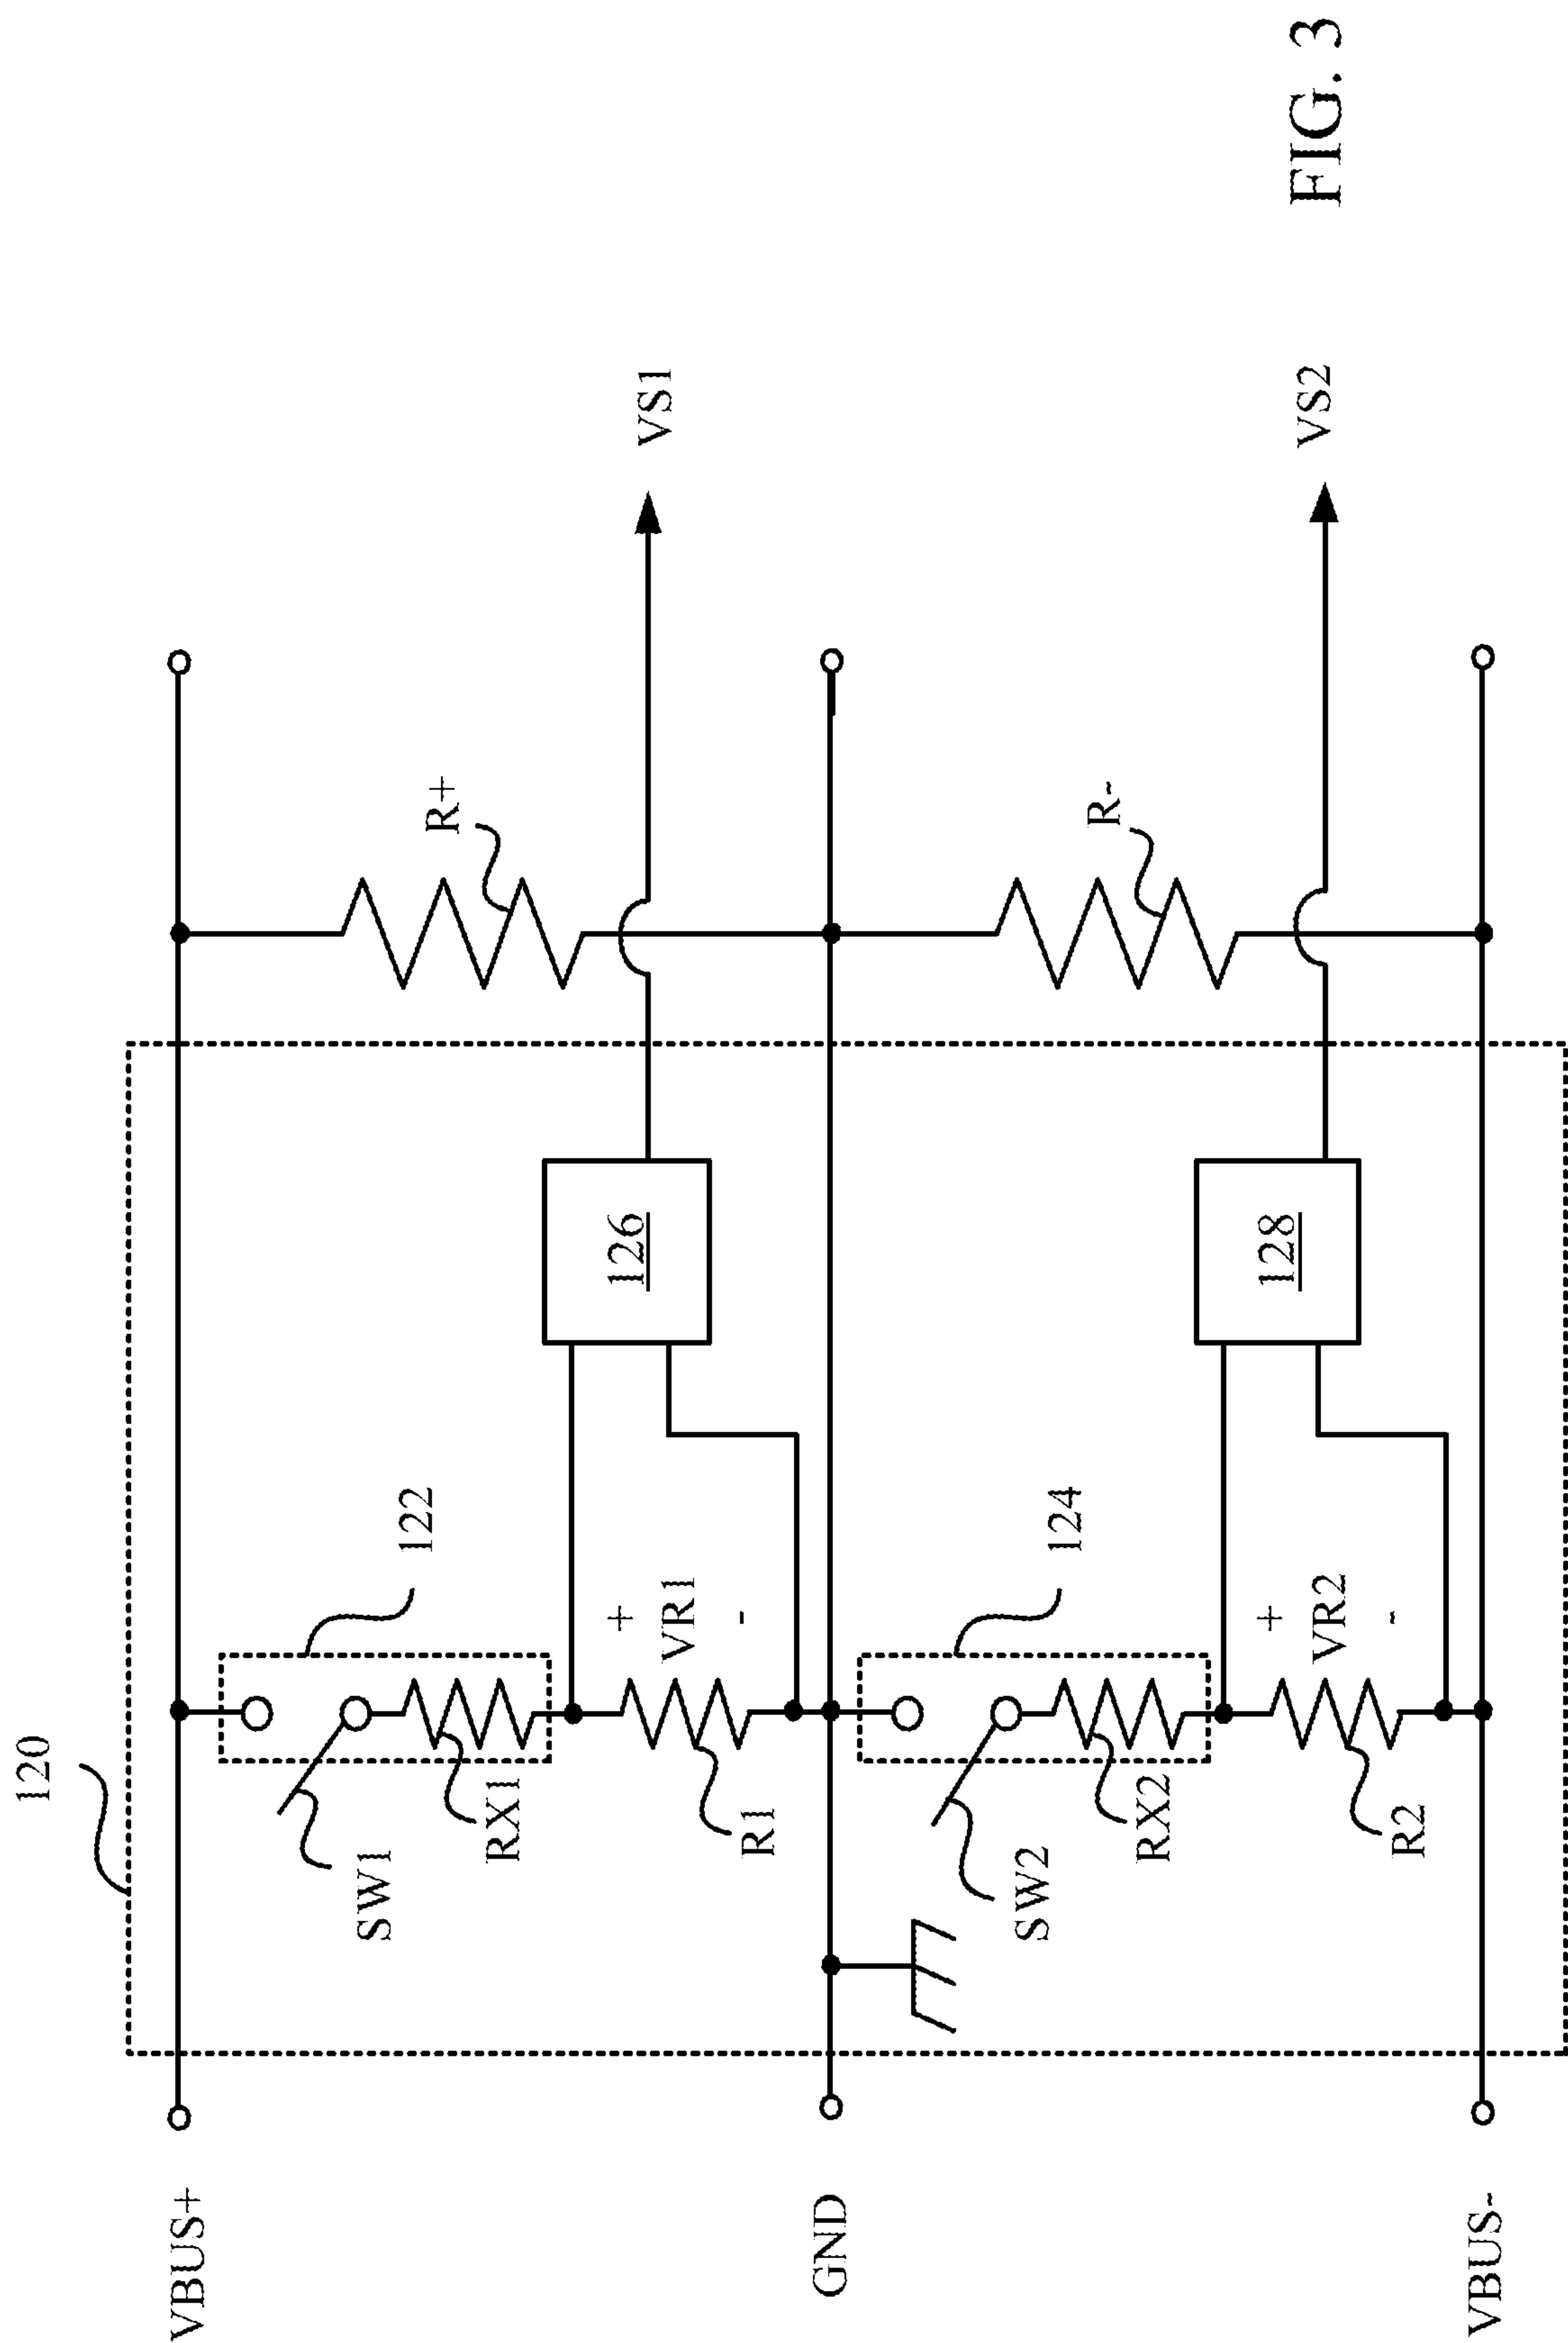 120
VBUS+
SW1
RX1
122
R1
+
VR1
-
126
R+
VS1
GND
SW2
RX2
124
R2
+
VR2
-
128
R-
VS2
VBUS-
FIG. 3